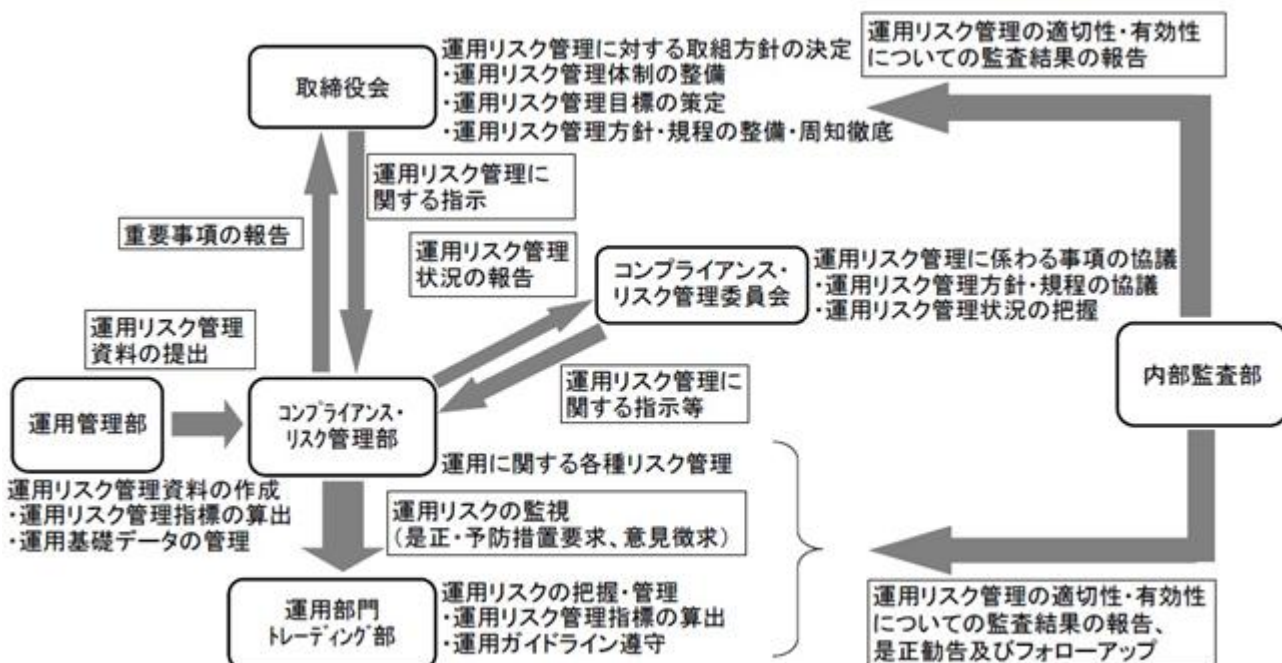 取締役会
運用リスク管理に対する取組方針の決定
・運用リスク管理体制の整備
・運用リスク管理目標の策定
・運用リスク管理方針・規程の整備・周知徹底
運用リスク管理の適切性・有効性
についての監査結果の報告
運用リスク管理に
関する指示
重要事項の報告
運用リスク管理
状況の報告
コンプライアンス・
リスク管理委員会
運用リスク管理に係わる事項の協議
・運用リスク管理方針・規程の協議
・運用リスク管理状況の把握
運用リスク管理
資料の提出
運用リスク管理に
関する指示等
内部監査部
運用管理部
コンプライアンス・
リスク管理部
運用に関する各種リスク管理
運用リスク管理資料の作成
・運用リスク管理指標の算出
・運用基礎データの管理
運用リスクの監視
(是正・予防措置要求、意見徴求)
運用部門
トレーディング部
運用リスクの把握・管理
・運用リスク管理指標の算出
・運用ガイドライン遵守
運用リスク管理の適切性・有効性
についての監査結果の報告、
是正勧告及びフォローアップ